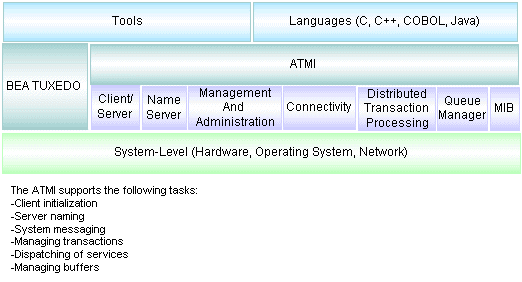 Tools
Languages (C, C++, COBOL, Java)
BEA TUXEDO
ATMI
Client/
Server
Name
Server
Management
And
Administration
Connectivity
Distributed
Transaction
Processing
Queue
Manager
MIB
System-Level (Hardware, Operating System, Network)
The ATMI supports the following tasks:
-Client initialization
-Server naming
-System messaging
-Managing transactions
-Dispatching of services
-Managing buffers